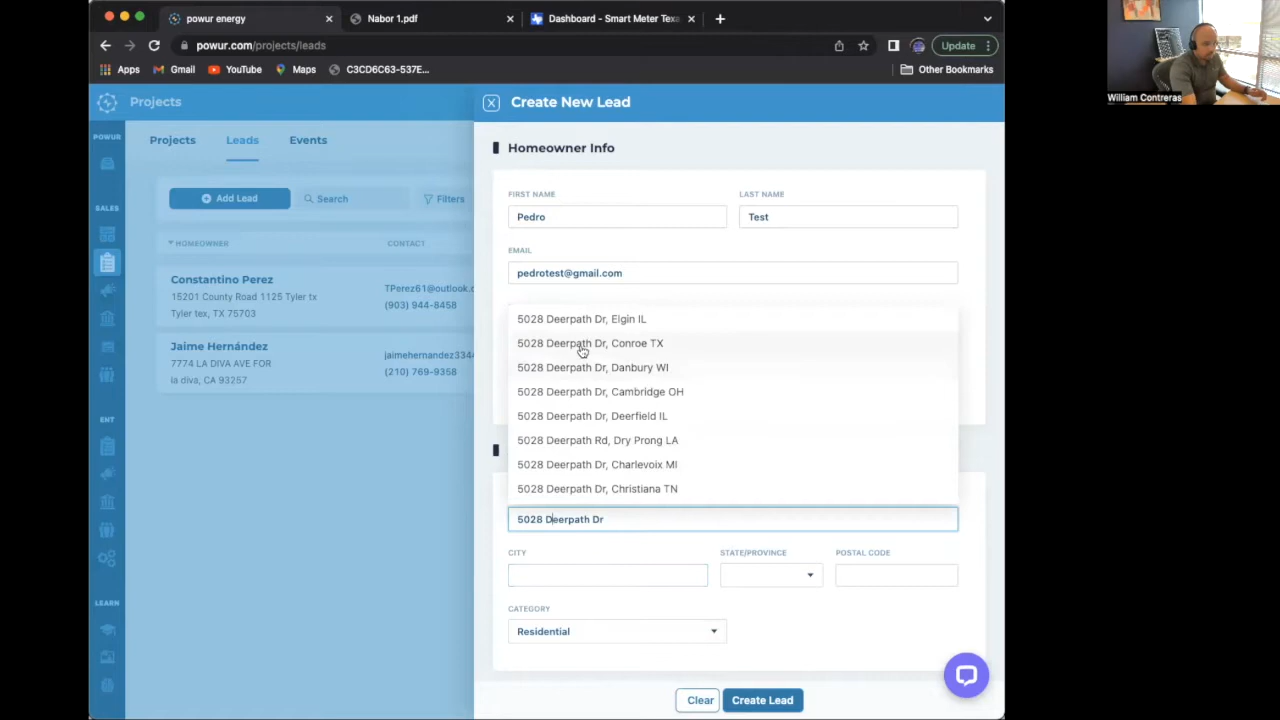 powur energy
Nabor 1.pdf
Dashboard - Smart Meter Texa
powur.com/projects/leads
Update
Apps
Gmail
YouTube
Maps
C3CD6C63-537E...
Other Bookmarks
William Contreras
Projects
Create New Lead
POWUR
SALES
ENT
LEARN
Projects
Leads
Events
Add Lead
Search
Filters
HOMEOWNER
CONTACT
Constantino Perez
15201 County Road 1125 Tyler tx
Tyler tex, TX 75703
TPerez61@outlook.c
(903) 944-8458
Jaime Hernández
7774 LA DIVA AVE FOR
la diva, CA 93257
jaimehernandez3344
(210) 769-9358
Homeowner Info
FIRST NAME
LAST NAME
Pedro
Test
EMAIL
pedrotest@gmail.com
5028 Deerpath Dr, Elgin IL
5028 Deerpath Dr, Conroe TX
5028 Deerpath Dr, Danbury WI
5028 Deerpath Dr, Cambridge OH
5028 Deerpath Dr, Deerfield IL
5028 Deerpath Rd, Dry Prong LA
5028 Deerpath Dr, Charlevoix MI
5028 Deerpath Dr, Christiana TN
5028 Deerpath Dr
CITY
STATE/PROVINCE
POSTAL CODE
CATEGORY
Residential
Clear
Create Lead